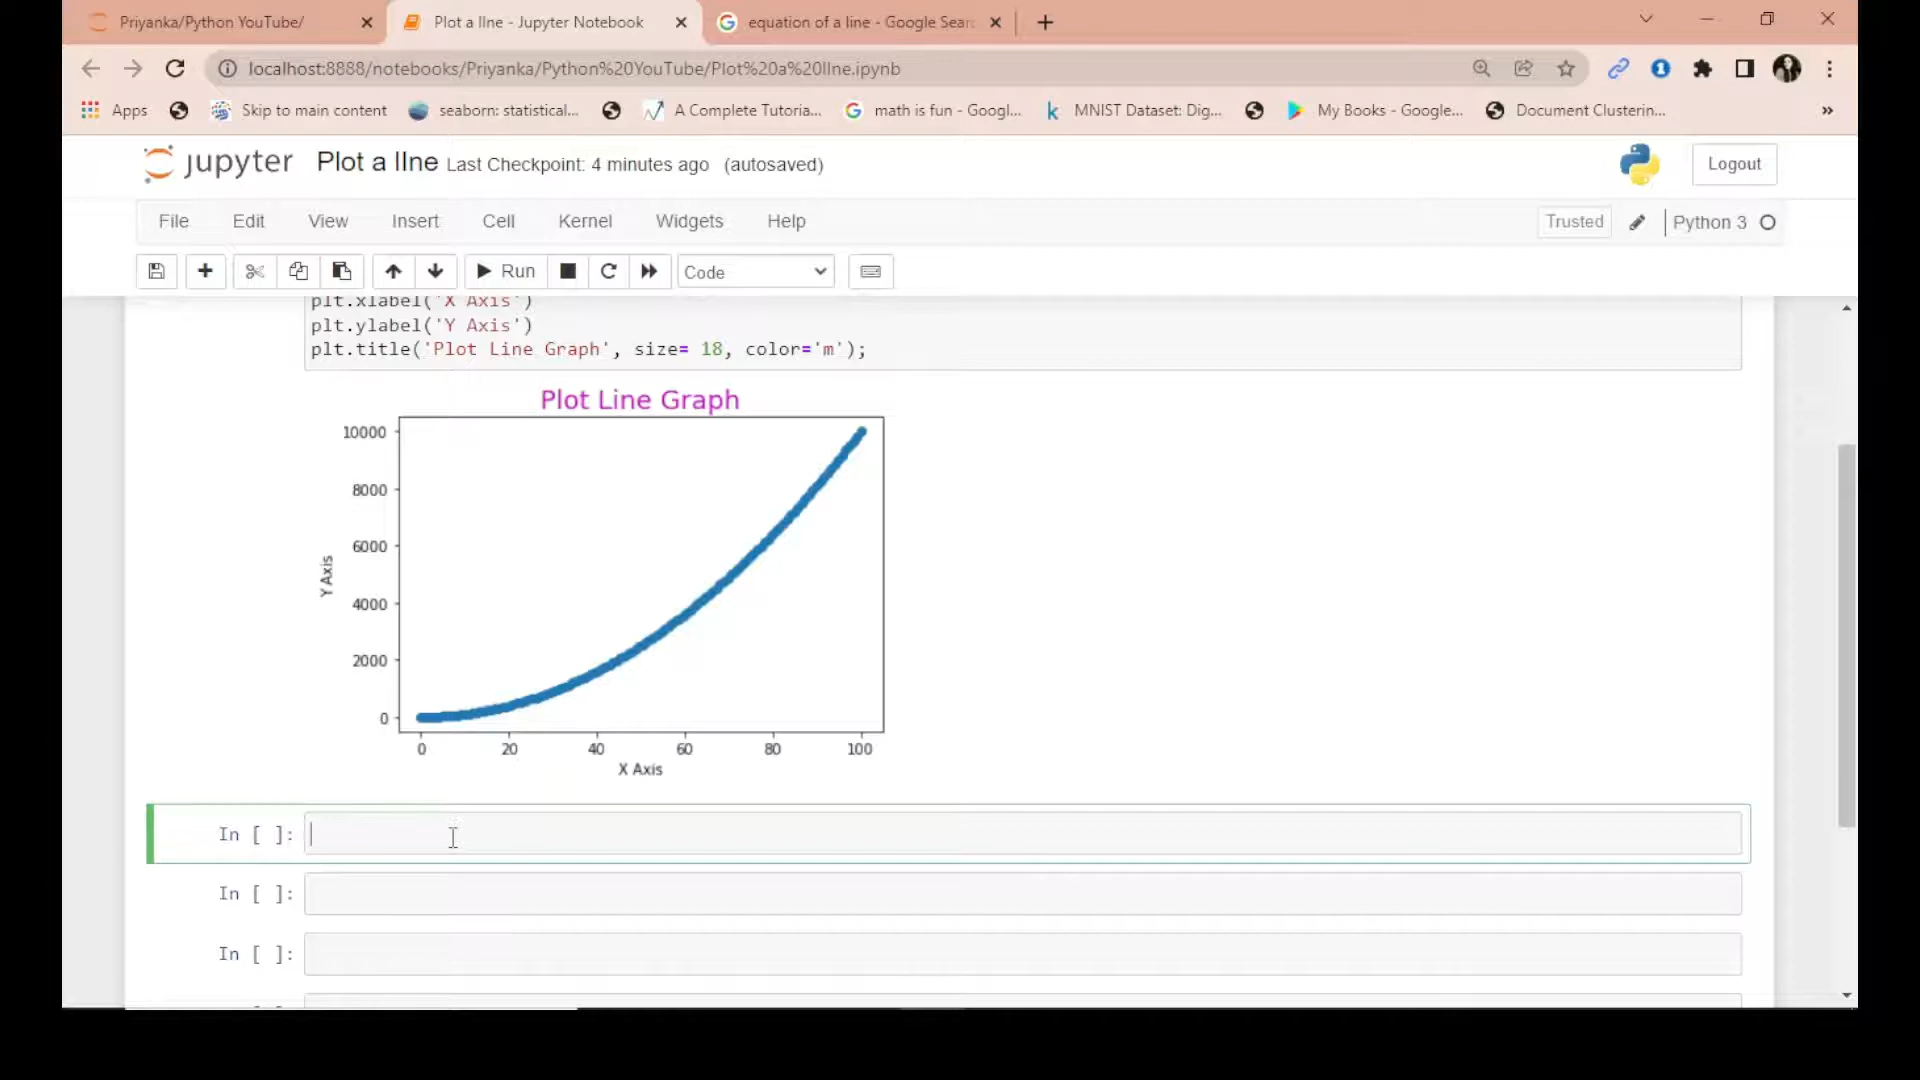 Priyanka/Python YouTube/
Plot a lIne - Jupyter Notebook
equation of a line - Google Searc
localhost:8888/notebooks/Priyanka/Python%20YouTube/Plot%20a%20lIne.ipynb
Apps
Skip to main content
seaborn: statistical...
A Complete Tutoria...
math is fun - Googl...
MNIST Dataset: Dig...
My Books - Google...
Document Clusterin...
»
jupyter
Plot a lIne
Last Checkpoint: 4 minutes ago (autosaved)
Logout
File
Edit
View
Insert
Cell
Kernel
Widgets
Help
Trusted
Python 3
Run
Code
plt.xlabel('X Axis')
plt.ylabel('Y Axis')
plt.title('Plot Line Graph', size= 18, color='m');
Plot Line Graph
10000
8000
6000
4000
2000
0
Y Axis
0
20
40
60
80
100
X Axis
In [ ]:
In [ ]:
In [ ]: